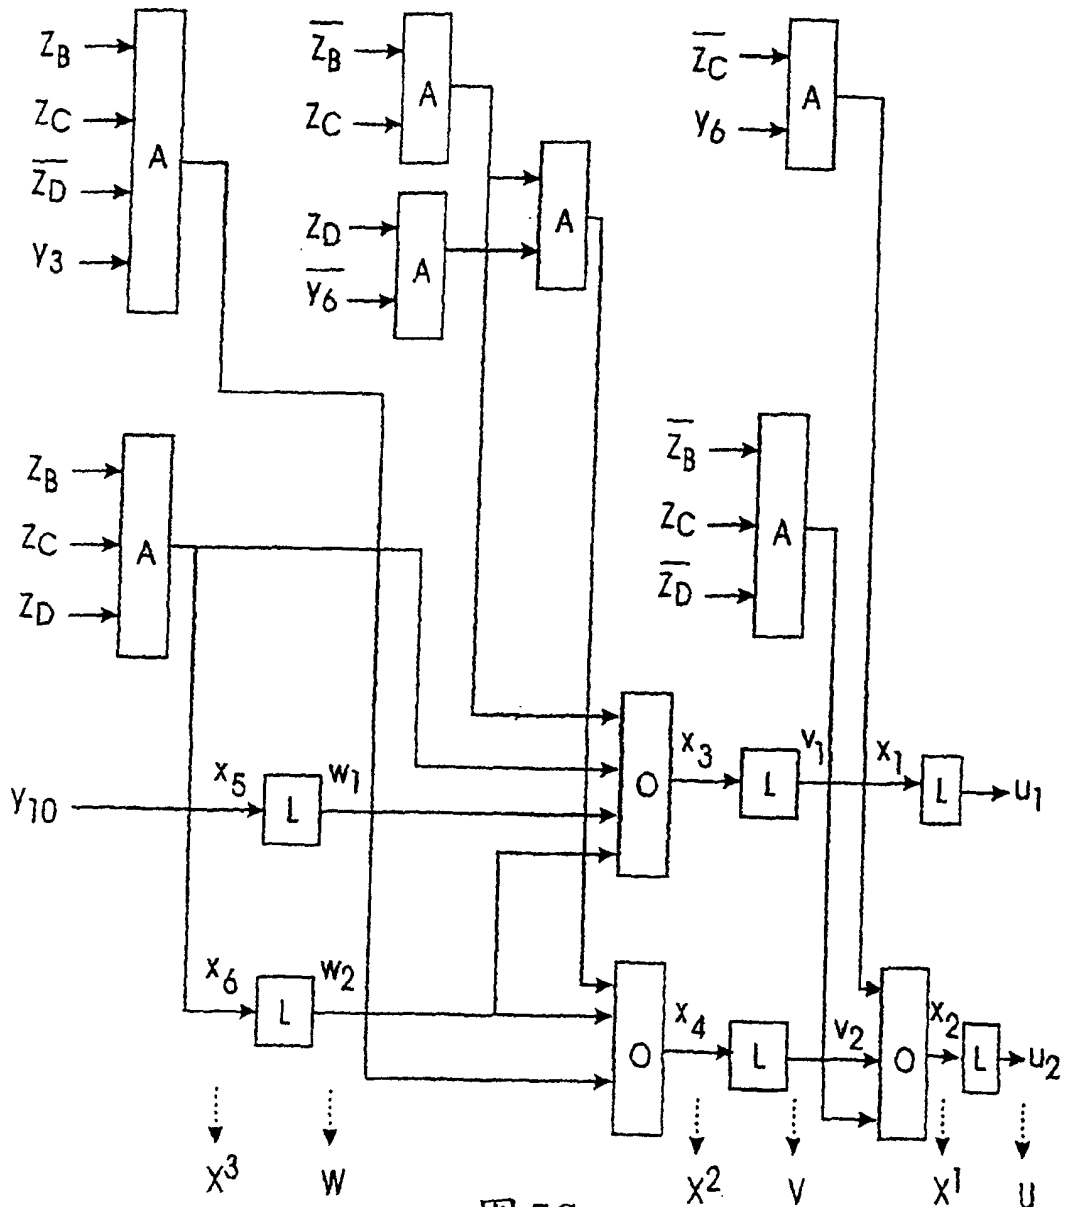 Z_B
Z_C
Z̅_D
y_3
A
Z̅_B
Z_C
A
Z_D
y̅_6
A
A
Z̅_C
y_6
A
Z_B
Z_C
Z_D
A
Z̅_B
Z_C
Z̅_D
A
y_10
x_5
L
w_1
O
x_3
L
v_1
x_1
L
u_1
x_6
L
w_2
O
x_4
L
v_2
O
x_2
L
u_2
X^3
W
X^2
V
X^1
U